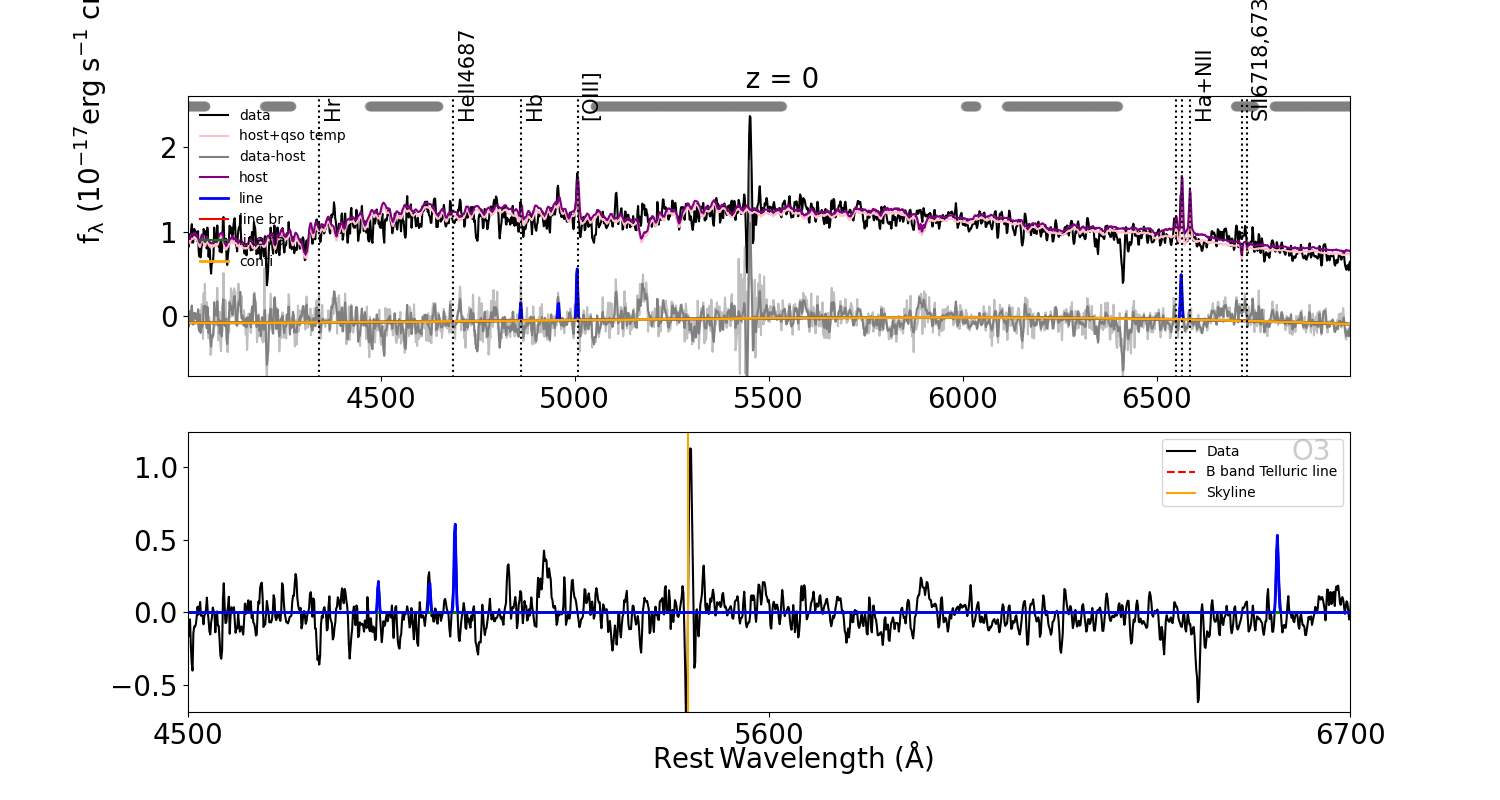 z = 0
fλ (10−17erg s−1 c
Hr
HeII4687
Hb
[OIII]
Ha+NII
SII6718,673
data
host+qso temp
data-host
host
line
line br
conti
2
1
0
4500 5000 5500 6000 6500
O3
Data
B band Telluric line
Skyline
1.0
0.5
0.0
−0.5
4500 5600 6700
Rest Wavelength (Å)